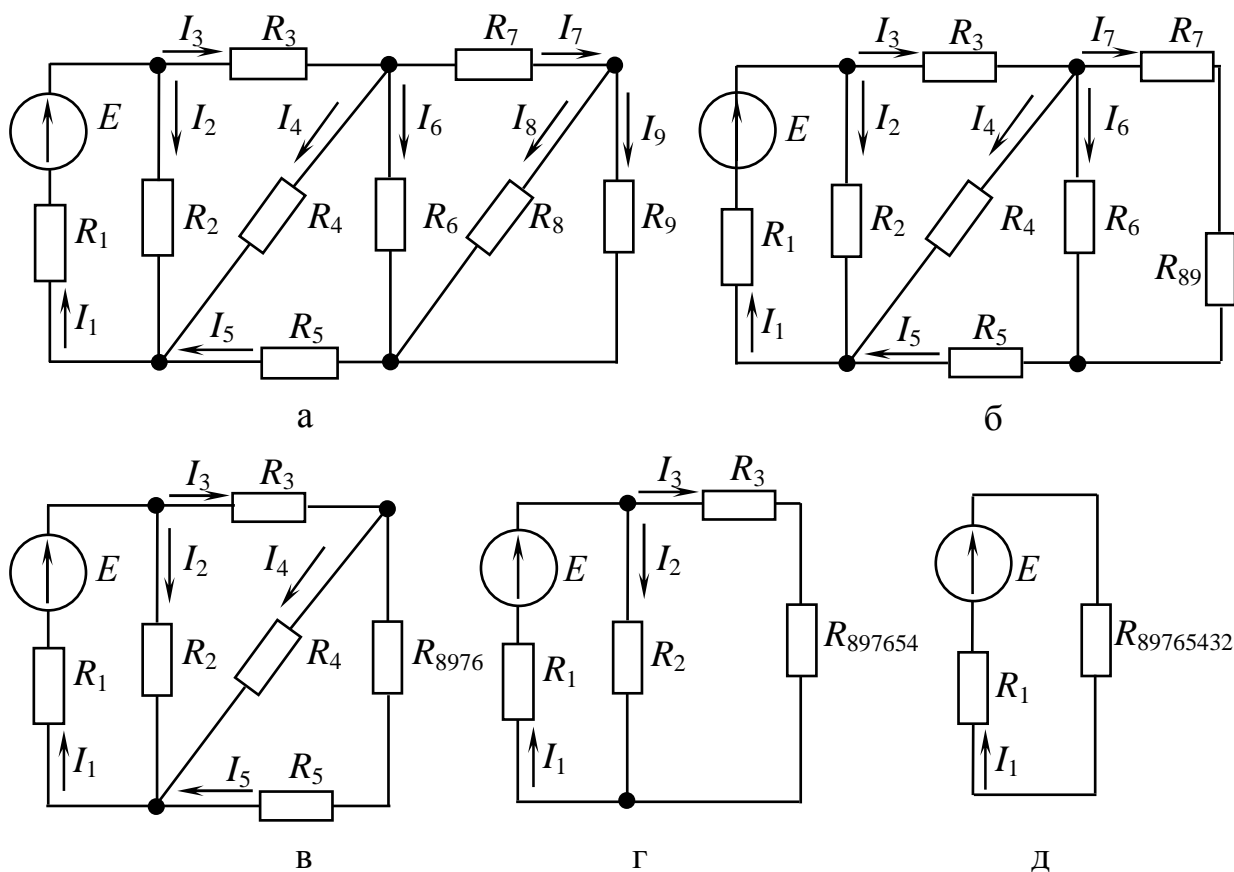 I3 R3 R7 I7
E I2 I4 I6 I8 I9
R1 R2 R4 R6 R8 R9
I1 I5 R5
а
I3 R3 I7 R7
E I2 I4 I6
R1 R2 R4 R6 R89
I1 I5 R5
б
I3 R3
E I2 I4
R1 R2 R4 R8976
I1 I5 R5
в
I3 R3
E I2
R1 R2 R897654
I1
г
E
R1 R89765432
I1
д